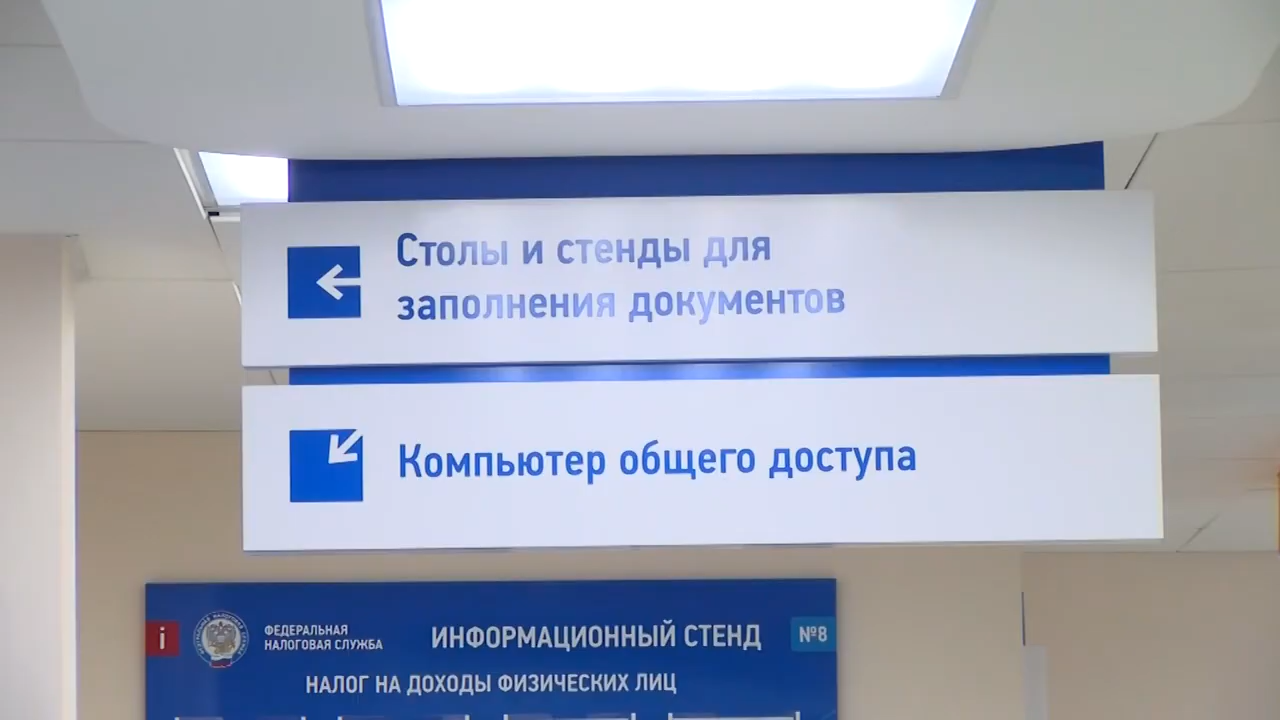 Столы и стенды для
заполнения документов
Компьютер общего доступа
i
ФЕДЕРАЛЬНАЯ
НАЛОГОВАЯ СЛУЖБА
ИНФОРМАЦИОННЫЙ СТЕНД
№8
НАЛОГ НА ДОХОДЫ ФИЗИЧЕСКИХ ЛИЦ